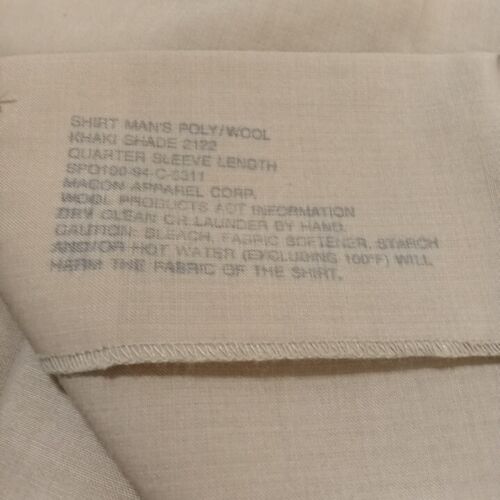 SHIRT MAN'S POLY/WOOL
KHAKI SHADE 2122
QUARTER SLEEVE LENGTH
SPO100-94-C-5311
MACON APPAREL CORP.
WOOL PRODUCTS ACT INFORMATION
DRY CLEAN OR LAUNDER BY HAND.
CAUTION: BLEACH, FABRIC SOFTENER, STARCH
AND/OR HOT WATER (EXCLUDING 100°F) WILL
HARM THE FABRIC OF THE SHIRT.